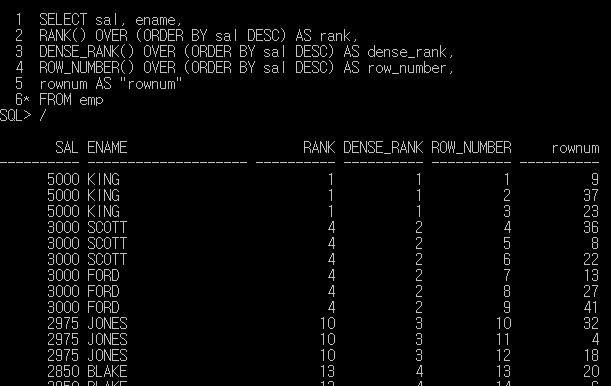 1 SELECT sal, ename,
2 RANK() OVER (ORDER BY sal DESC) AS rank,
3 DENSE_RANK() OVER (ORDER BY sal DESC) AS dense_rank,
4 ROW_NUMBER() OVER (ORDER BY sal DESC) AS row_number,
5 rownum AS "rownum"
6* FROM emp
SQL> /
SAL ENAME RANK DENSE_RANK ROW_NUMBER rownum
---------- -------------------- ---------- ---------- ---------- ----------
5000 KING 1 1 1 9
5000 KING 1 1 2 37
5000 KING 1 1 3 23
3000 SCOTT 4 2 4 36
3000 SCOTT 4 2 5 8
3000 SCOTT 4 2 6 22
3000 FORD 4 2 7 13
3000 FORD 4 2 8 27
3000 FORD 4 2 9 41
2975 JONES 10 3 10 32
2975 JONES 10 3 11 4
2975 JONES 10 3 12 18
2850 BLAKE 13 4 13 20